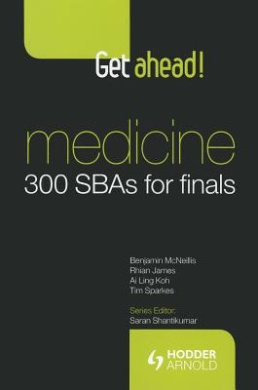 Get ahead!
medicine
300 SBAs for finals
Benjamin McNeillis
Rhian James
Ai Ling Koh
Tim Sparkes
Series Editor:
Saran Shantikumar
HODDER
ARNOLD